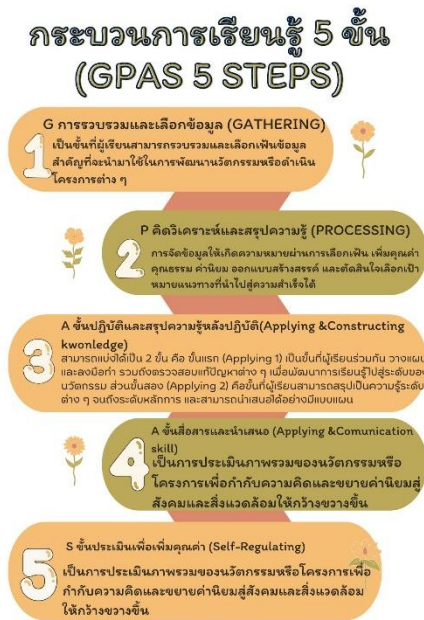 กระบวนการเรียนรู้ 5 ขั้น
(GPAS 5 STEPS)
1
G การรวบรวมและเลือกข้อมูล (GATHERING)
เป็นขั้นที่ผู้เรียนสามารถรวบรวมและเลือกเฟ้นข้อมูล
สำคัญที่จะนำมาใช้ในการพัฒนานวัตกรรมหรือดำเนิน
โครงการต่าง ๆ
2
P คิดวิเคราะห์และสรุปความรู้ (PROCESSING)
การจัดข้อมูลให้เกิดความหมายผ่านการเลือกเฟ้น เพิ่มคุณค่า
คุณธรรม ค่านิยม ออกแบบสร้างสรรค์ และตัดสินใจเลือกเป้า
หมายแนวทางที่นำไปสู่ความสำเร็จได้
3
A ขั้นปฏิบัติและสรุปความรู้หลังปฏิบัติ(Applying &Constructing
kwonledge)
สามารถแบ่งได้เป็น 2 ขั้น คือ ขั้นแรก (Applying 1) เป็นขั้นที่ผู้เรียนร่วมกัน วางแผน
และลงมือทำ รวมถึงตรวจสอบแก้ปัญหาต่าง ๆ เพื่อพัฒนาการเรียนรู้ไปสู่ระดับของ
นวัตกรรม ส่วนขั้นสอง (Applying 2) คือขั้นที่ผู้เรียนสามารถสรุปเป็นความรู้ระดับ
ต่าง ๆ จนถึงระดับหลักการ และสามารถนำเสนอได้อย่างมีแบบแผน
4
A ขั้นสื่อสารและนำเสนอ (Applying &Comunication
skill)
เป็นการประเมินภาพรวมของนวัตกรรมหรือ
โครงการเพื่อกำกับความคิดและขยายค่านิยมสู่
สังคมและสิ่งแวดล้อมให้กว้างขวางขึ้น
5
S ขั้นประเมินเพื่อเพิ่มคุณค่า (Self-Regulating)
เป็นการประเมินภาพรวมของนวัตกรรมหรือโครงการเพื่อ
กำกับความคิดและขยายค่านิยมสู่สังคมและสิ่งแวดล้อม
ให้กว้างขวางขึ้น